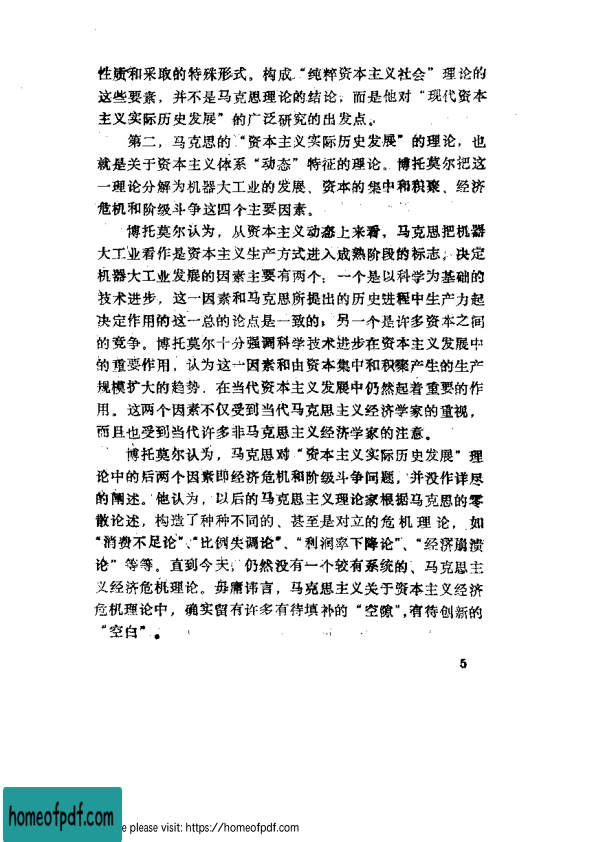 性质和采取的特殊形式。构成“纯粹资本主义社会”理论的
这些要素，并不是马克思理论的结论，而是他对“现代资本
主义实际历史发展”的广泛研究的出发点。
第二，马克思的“资本主义实际历史发展”的理论，也
就是关于资本主义体系“动态”特征的理论。博托莫尔把这
一理论分解为机器大工业的发展、资本的集中和积聚、经济
危机和阶级斗争这四个主要因素。
博托莫尔认为，从资本主义动态上来看，马克思把机器
大工业看作是资本主义生产方式进入成熟阶段的标志，决定
机器大工业发展的因素主要有两个：一个是以科学为基础的
技术进步，这一因素和马克思所提出的历史进程中生产力起
决定作用的这一总的论点是一致的；另一个是许多资本之间
的竞争。博托莫尔十分强调科学技术进步在资本主义发展中
的重要作用，认为这一因素和由资本集中和积聚产生的生产
规模扩大的趋势，在当代资本主义发展中仍然起着重要的作
用。这两个因素不仅受到当代马克思主义经济学家的重视，
而且也受到当代许多非马克思主义经济学家的注意。
博托莫尔认为，马克思对“资本主义实际历史发展”理
论中的后两个因素即经济危机和阶级斗争问题，并没作详尽
的阐述。他认为，以后的马克思主义理论家根据马克思的零
散论述，构造了种种不同的、甚至是对立的危机理论，如
“消费不足论”、“比例失调论”、“利润率下降论”、“经济崩溃
论”等等。直到今天，仍然没有一个较有系统的、马克思主
义经济危机理论。毋庸讳言，马克思主义关于资本主义经济
危机理论中，确实留有许多有待填补的“空隙”，有待创新的
“空白”。
5
homeofpdf.com
e please visit: https://homeofpdf.com